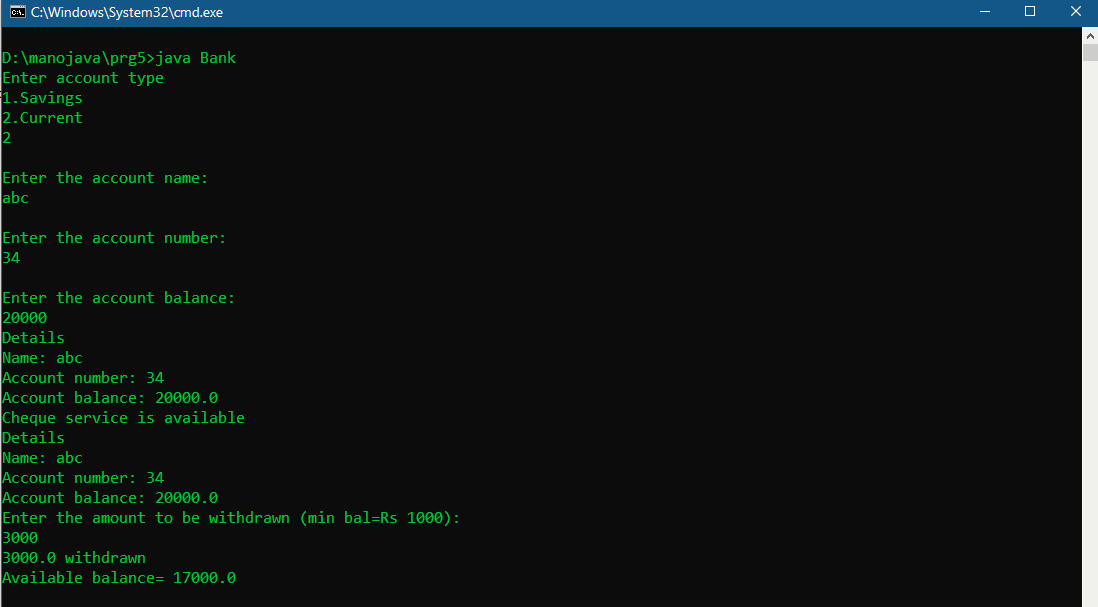 C:\Windows\System32\cmd.exe
D:\manojava\prg5>java Bank
Enter account type
1.Savings
2.Current
2
Enter the account name:
abc
Enter the account number:
34
Enter the account balance:
20000
Details
Name: abc
Account number: 34
Account balance: 20000.0
Cheque service is available
Details
Name: abc
Account number: 34
Account balance: 20000.0
Enter the amount to be withdrawn (min bal=Rs 1000):
3000
3000.0 withdrawn
Available balance= 17000.0